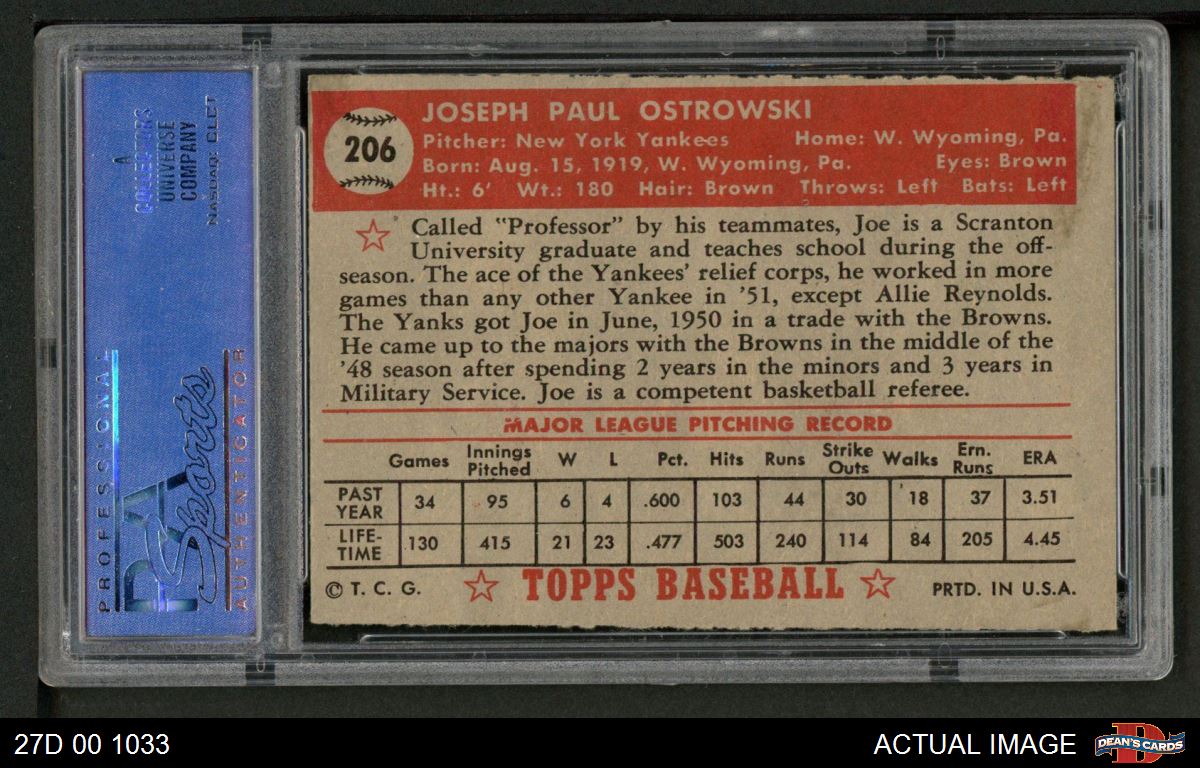 A
COLLECTORS
UNIVERSE
COMPANY
NASDAQ: CLCT
PROFESSIONAL
PSA
Sports
AUTHENTICATOR
206
JOSEPH PAUL OSTROWSKI
Pitcher: New York Yankees Home: W. Wyoming, Pa.
Born: Aug. 15, 1919, W. Wyoming, Pa. Eyes: Brown
Ht.: 6' Wt.: 180 Hair: Brown Throws: Left Bats: Left
Called "Professor" by his teammates, Joe is a Scranton
University graduate and teaches school during the off-
season. The ace of the Yankees' relief corps, he worked in more
games than any other Yankee in '51, except Allie Reynolds.
The Yanks got Joe in June, 1950 in a trade with the Browns.
He came up to the majors with the Browns in the middle of the
'48 season after spending 2 years in the minors and 3 years in
Military Service. Joe is a competent basketball referee.
MAJOR LEAGUE PITCHING RECORD
Games Innings Pitched W L Pct. Hits Runs Strike Outs Walks Ern. Runs ERA
PAST YEAR 34 95 6 4 .600 103 44 30 18 37 3.51
LIFE-TIME 130 415 21 23 .477 503 240 114 84 205 4.45
© T. C. G. TOPPS BASEBALL PRTD. IN U.S.A.
27D 00 1033 ACTUAL IMAGE D DEAN'S CARDS